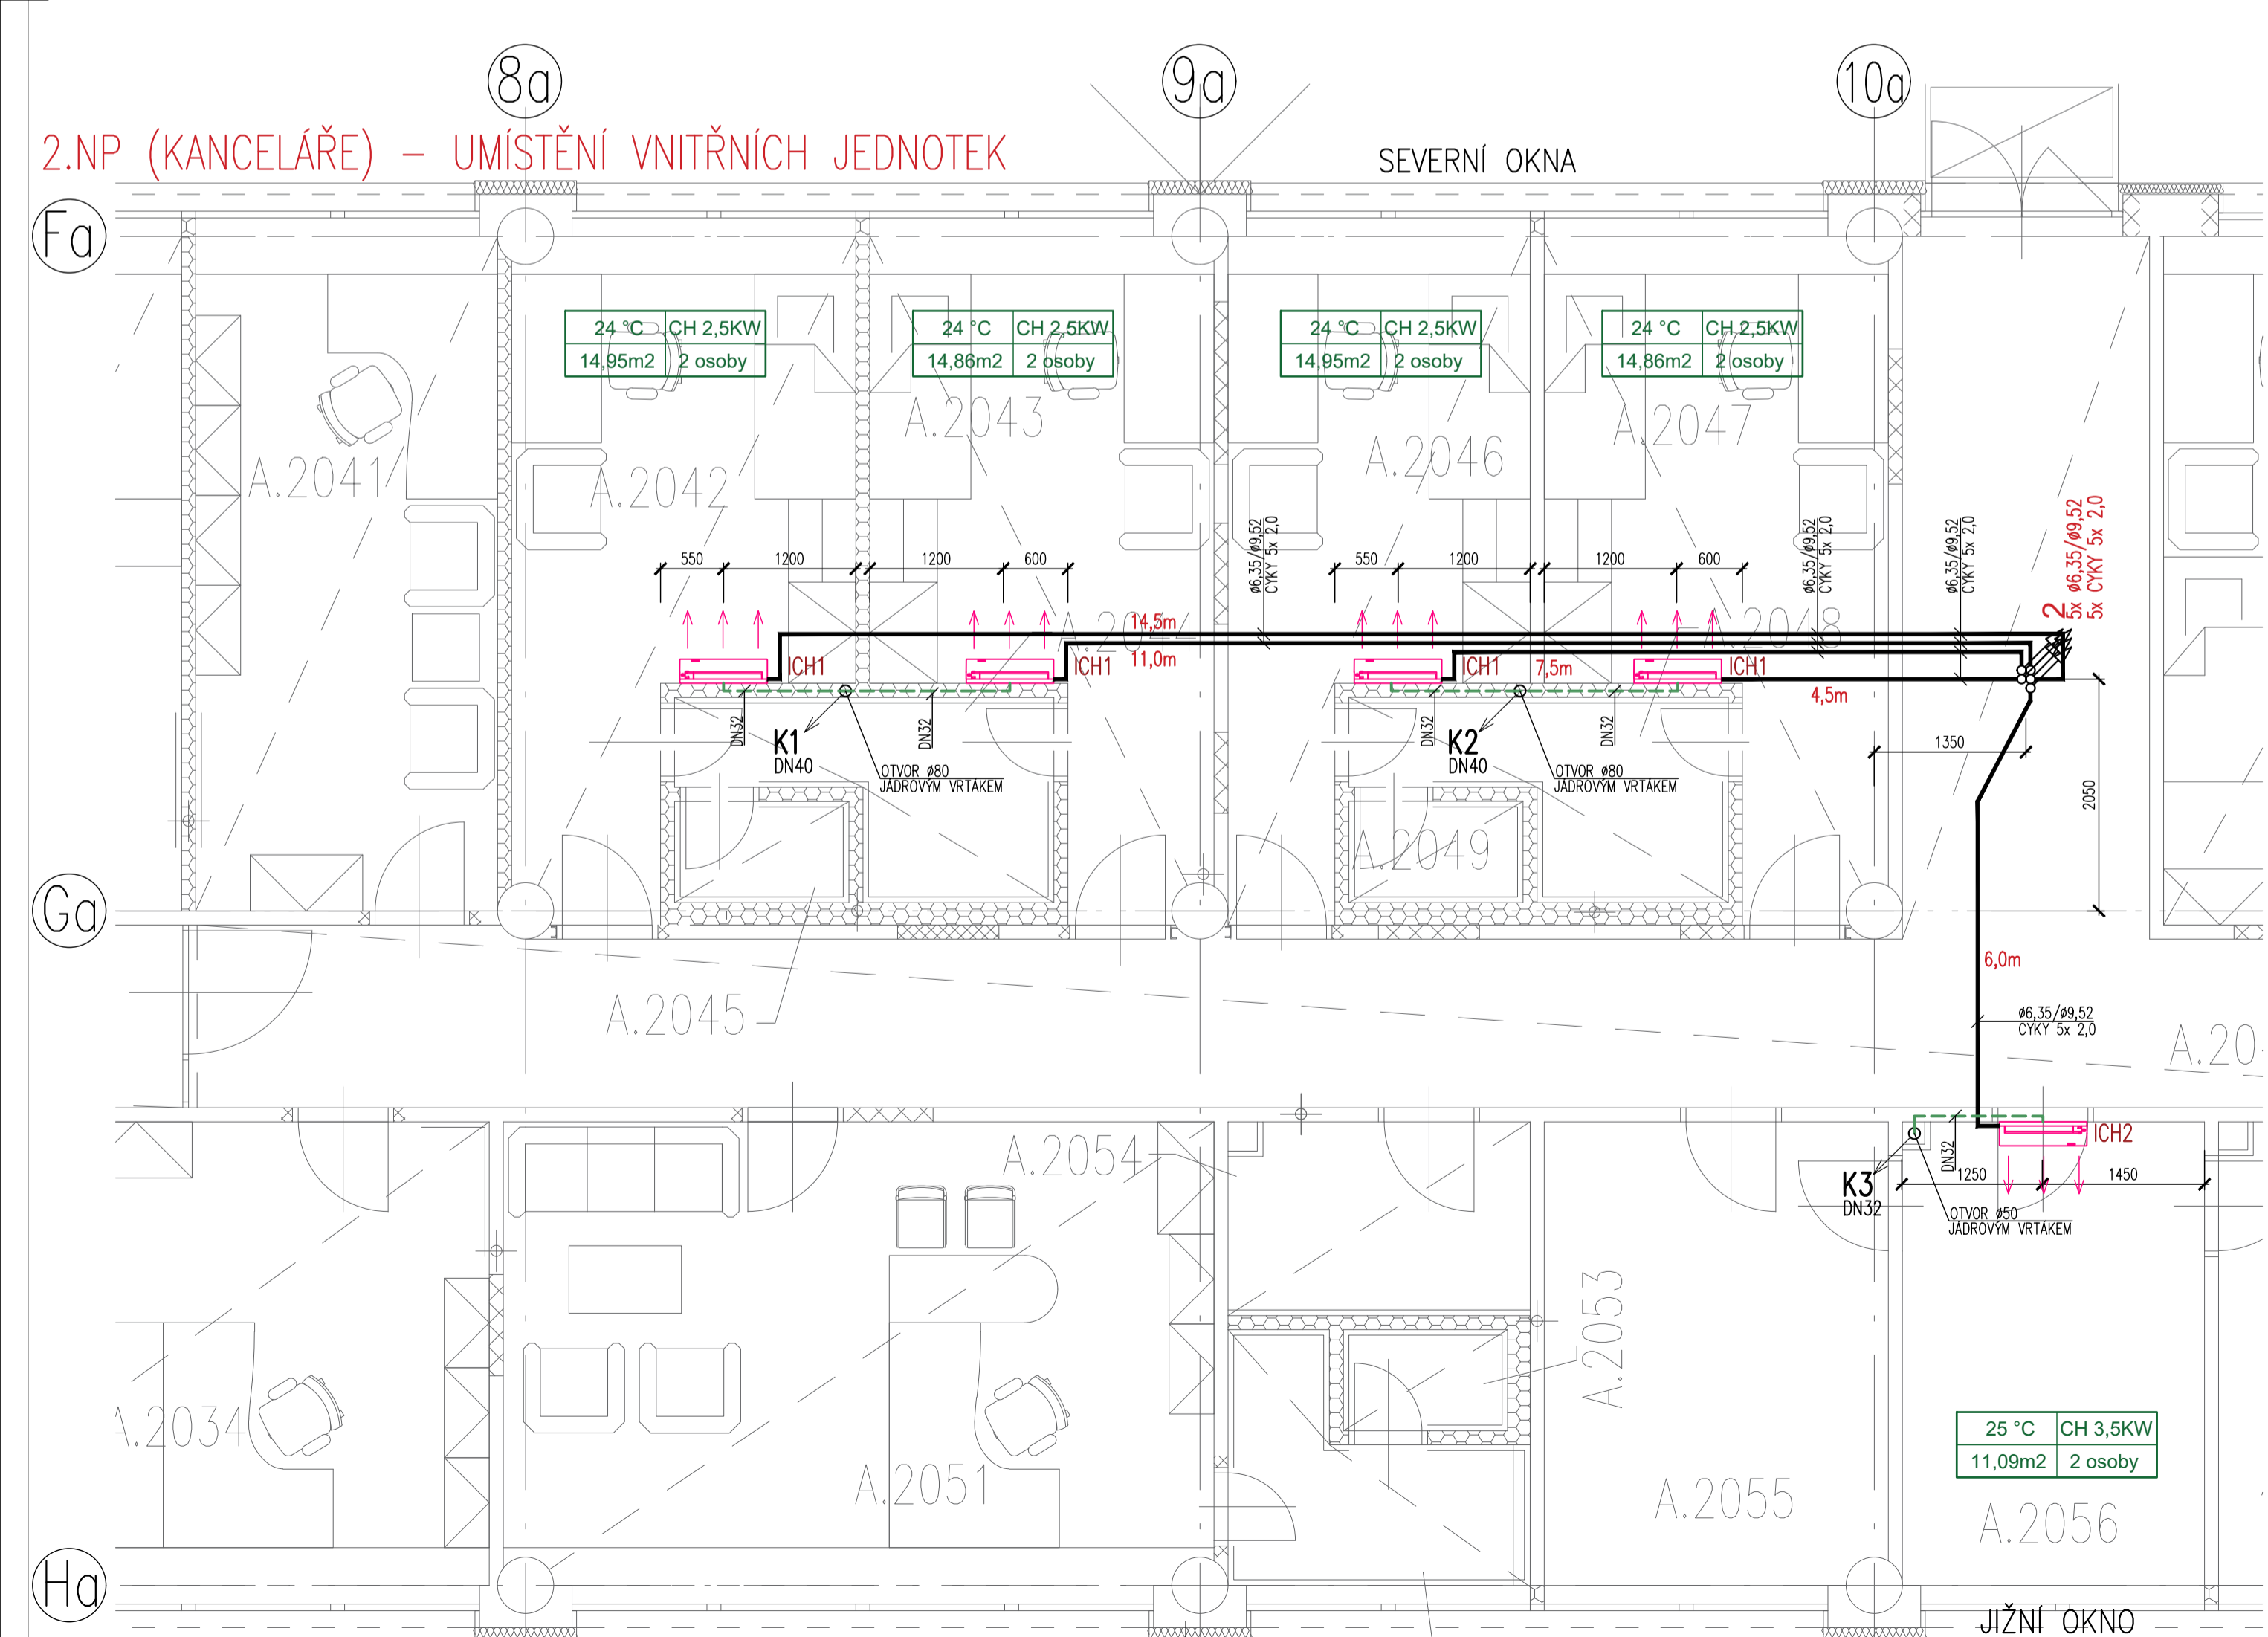 8a
9a
10a
2.NP (KANCELÁŘE) – UMÍSTĚNÍ VNITŘNÍCH JEDNOTEK
SEVERNÍ OKNA
Fa
24 °C CH 2,5KW
14,95m2 2 osoby
24 °C CH 2,5KW
14,86m2 2 osoby
24 °C CH 2,5KW
14,95m2 2 osoby
24 °C CH 2,5KW
14,86m2 2 osoby
A.2041
A.2042
A.2043
A.2046
A.2047
550
1200
1200
600
ø6,35/ø9,52
CYKY 5x 2,0
550
1200
1200
600
ø6,35/ø9,52
CYKY 5x 2,0
ø6,35/ø9,52
CYKY 5x 2,0
2
5x ø6,35/ø9,52
5x CYKY 5x 2,0
A.2044
A.2048
14,5m
11,0m
ICH1
ICH1
ICH1
7,5m
ICH1
4,5m
DN32
K1
DN40
DN32
OTVOR ø80
JÁDROVÝM VRTÁKEM
DN32
K2
DN40
DN32
OTVOR ø80
JÁDROVÝM VRTÁKEM
1350
2050
A.2049
Ga
6,0m
A.2045
ø6,35/ø9,52
CYKY 5x 2,0
A.20
A.2054
ICH2
DN32
K3
DN32
1250
1450
OTVOR ø50
JÁDROVÝM VRTÁKEM
A.2053
25 °C CH 3,5KW
11,09m2 2 osoby
A.2034
A.2051
A.2055
A.2056
Ha
JIŽNÍ OKNO